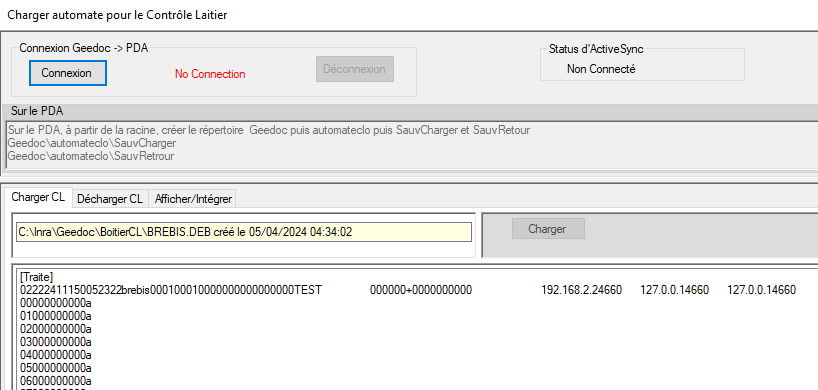 Charger automate pour le Contrôle Laitier
Connexion Geedoc -> PDA
Status d'ActiveSync
Connexion
No Connection
Déconnexion
Non Connecté
Sur le PDA
Sur le PDA, à partir de la racine, créer le répertoire  Geedoc puis automateclo puis SauvCharger et SauvRetour
Geedoc\automateclo\SauvCharger
Geedoc\automateclo\SauvRetrour
Charger CL
Décharger CL
Afficher/Intégrer
C:\Inra\Geedoc\BoitierCL\BREBIS.DEB créé le 05/04/2024 04:34:02
Charger
[Traite]
02222411150052322brebis000100010000000000000000TEST 000000+0000000000 192.168.2.24660 127.0.0.14660 127.0.0.14660
00000000000a
01000000000a
02000000000a
03000000000a
04000000000a
05000000000a
06000000000a